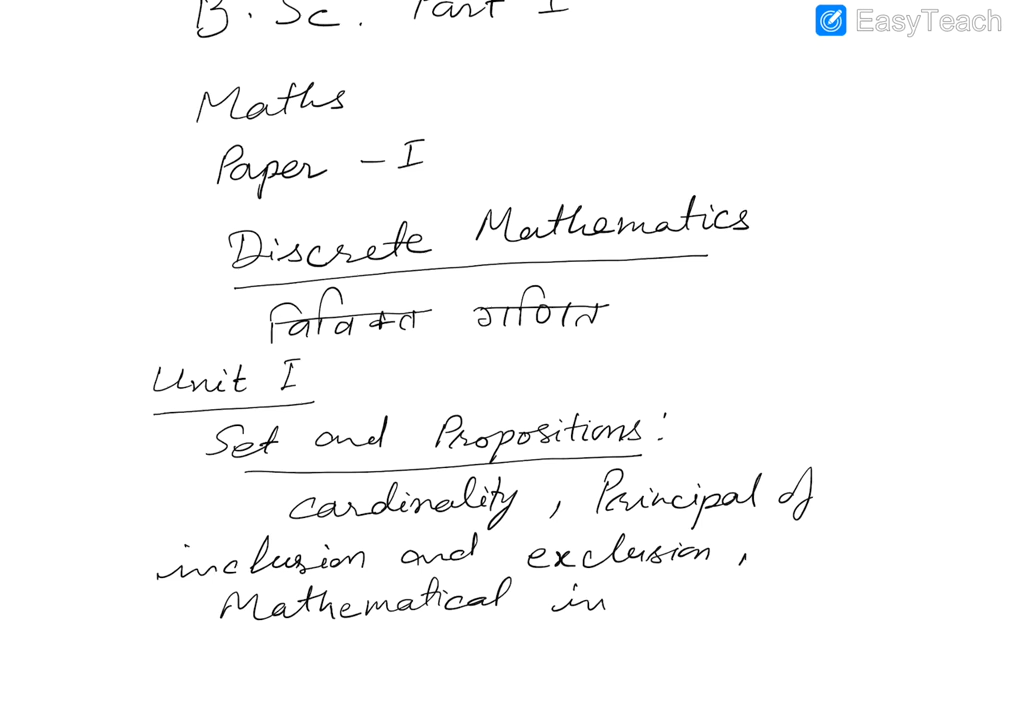 B. Sc. Part I
EasyTeach
Maths
Paper - I
Discrete Mathematics
गणित
Unit I
Set and Propositions:
cardinality, Principal of
inclusion and exclusion,
Mathematical in